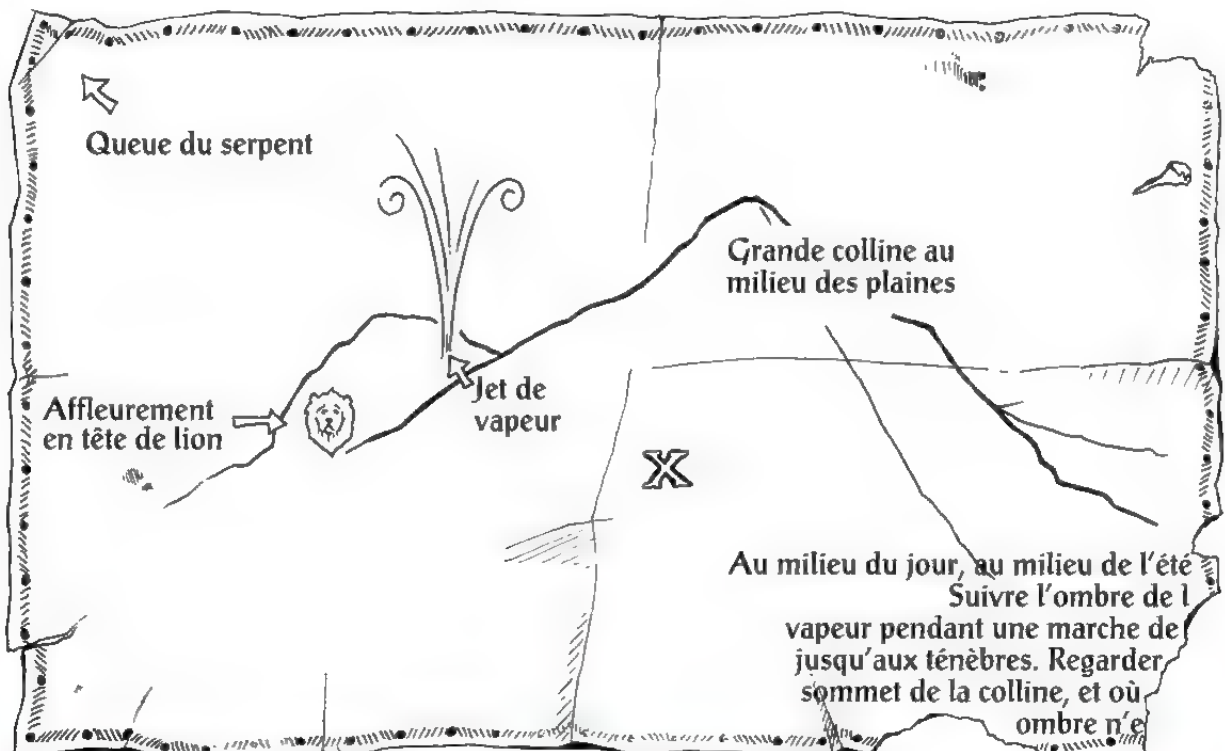 Queue du serpent
Grande colline au
milieu des plaines
Jet de
vapeur
Affleurement
en tête de lion
X
Au milieu du jour, au milieu de l'été
Suivre l'ombre de l
vapeur pendant une marche de
jusqu'aux ténèbres. Regarder
sommet de la colline, et où
ombre n'e